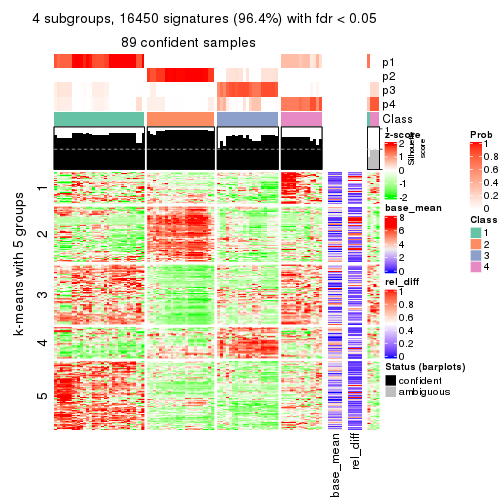 4 subgroups, 16450 signatures (96.4%) with fdr < 0.05
89 confident samples
p1
p2
p3
p4
Class
1
Silhouette
score
k-means with 5 groups
1
2
3
4
5
base_mean
rel_diff
z-score
2
1
0
-1
-2
base_mean
8
6
4
2
0
rel_diff
1
0.8
0.6
0.4
0.2
0
Status (barplots)
confident
ambiguous
Prob
1
0.8
0.6
0.4
0.2
0
Class
1
2
3
4